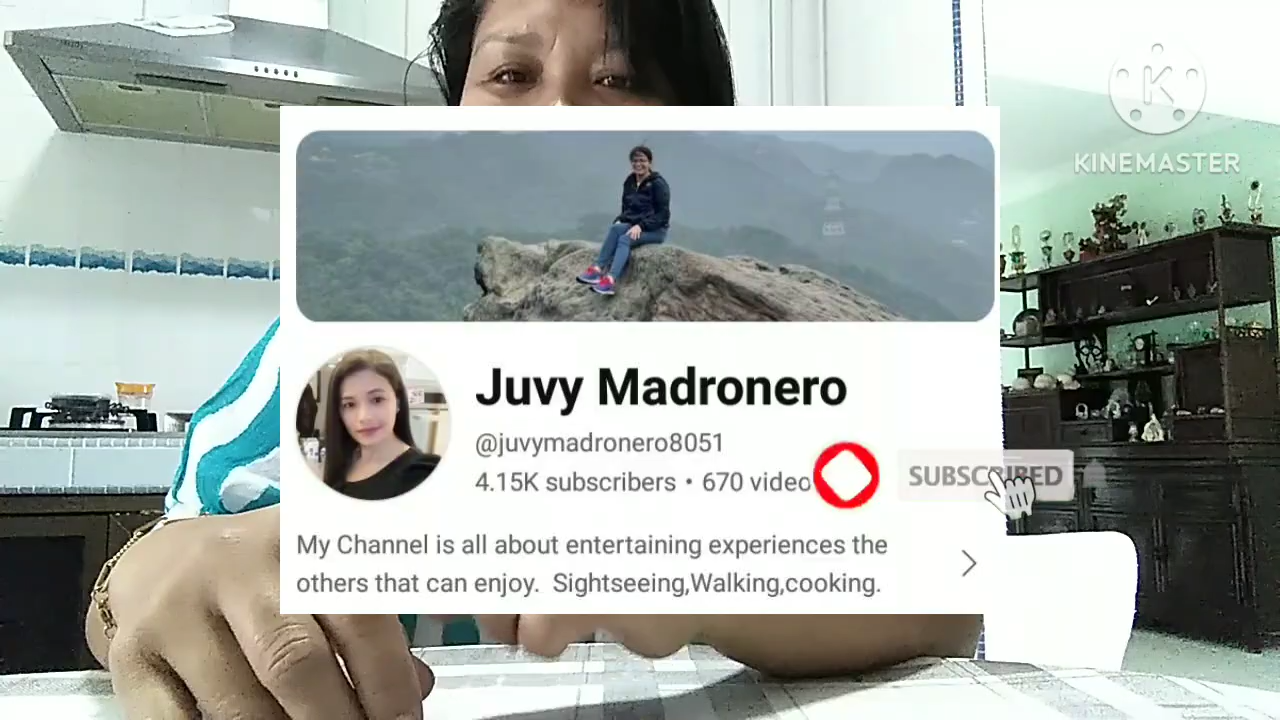 K
KINEMASTER
Juvy Madronero
@juvymadronero8051
4.15K subscribers • 670 video
SUBSCRIBED
My Channel is all about entertaining experiences the
others that can enjoy. Sightseeing,Walking,cooking.